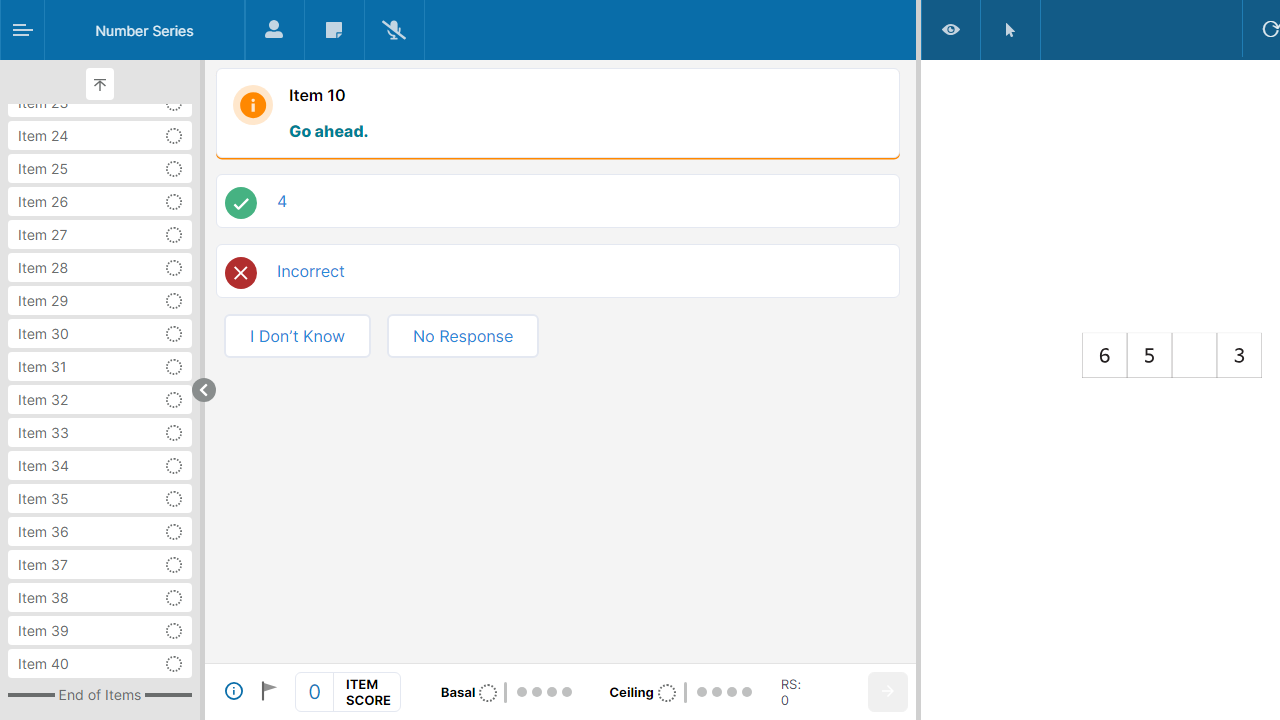 Number Series
Item 23
Item 24
Item 25
Item 26
Item 27
Item 28
Item 29
Item 30
Item 31
Item 32
Item 33
Item 34
Item 35
Item 36
Item 37
Item 38
Item 39
Item 40
End of Items
Item 10
Go ahead.
4
Incorrect
I Don’t Know
No Response
0
ITEM
SCORE
Basal
Ceiling
RS:
0
6 5 3